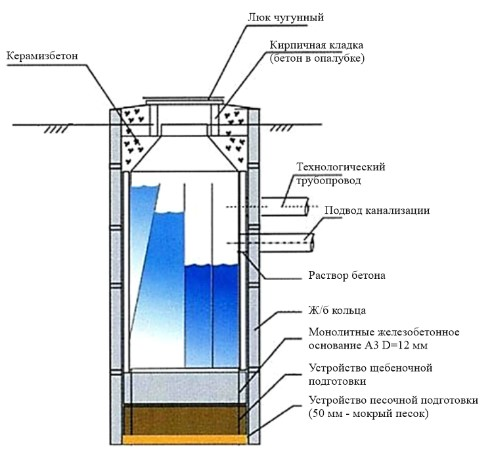 Люк чугунный
Кирпичная кладка
(бетон в опалубке)
Керамизбетон
Технологический
трубопровод
Подвод канализации
Раствор бетона
Ж/б кольца
Монолитные железобетонное
основание А3 D=12 мм
Устройство щебеночной
подготовки
Устройство песочной подготовки
(50 мм - мокрый песок)